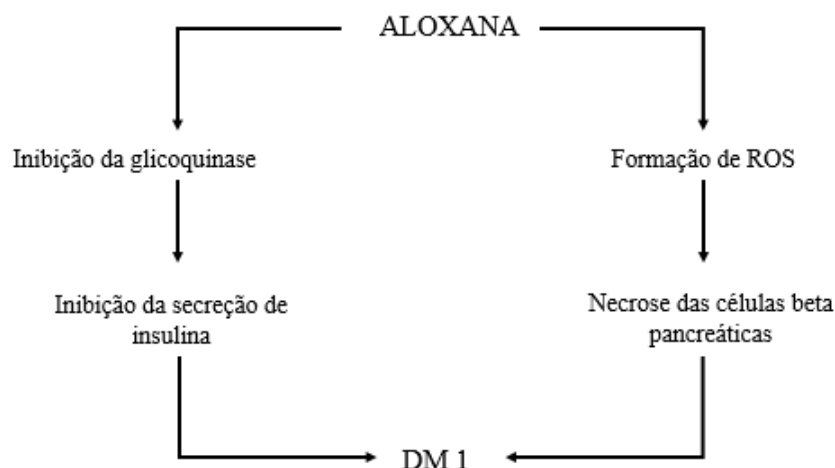 ALOXANA
Inibição da glicoquinase
Formação de ROS
Inibição da secreção de
insulina
Necrose das células beta
pancreáticas
DM 1